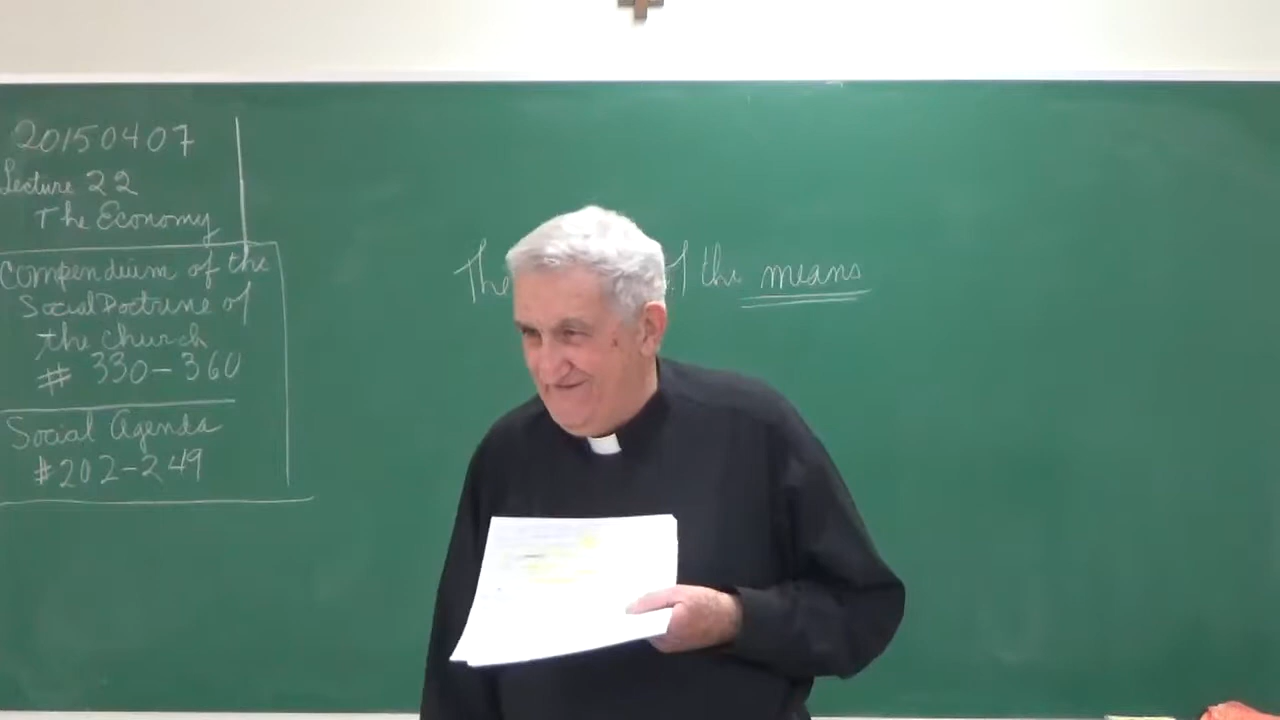 20150407
Lecture 22
The Economy
Compendium of the
Social Doctrine of
the church
# 330-360
Social Agenda
#202-249
The the means